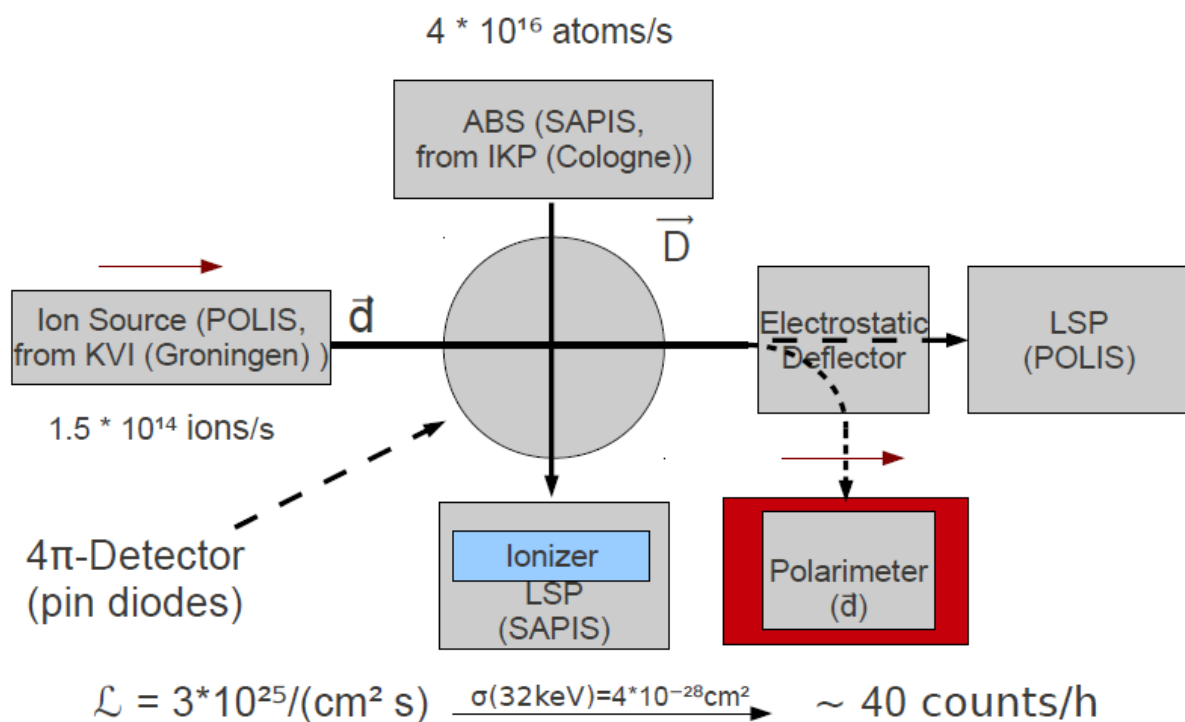 4 * 10¹⁶ atoms/s
ABS (SAPIS,
from IKP (Cologne))
D⃗
Ion Source (POLIS,
from KVI (Groningen) )
d⃗
1.5 * 10¹⁴ ions/s
Electrostatic
Deflector
LSP
(POLIS)
4π-Detector
(pin diodes)
Ionizer
LSP
(SAPIS)
Polarimeter
(d⃗)
ℒ = 3*10²⁵/(cm² s) σ(32keV)=4*10⁻²⁸cm² ~ 40 counts/h